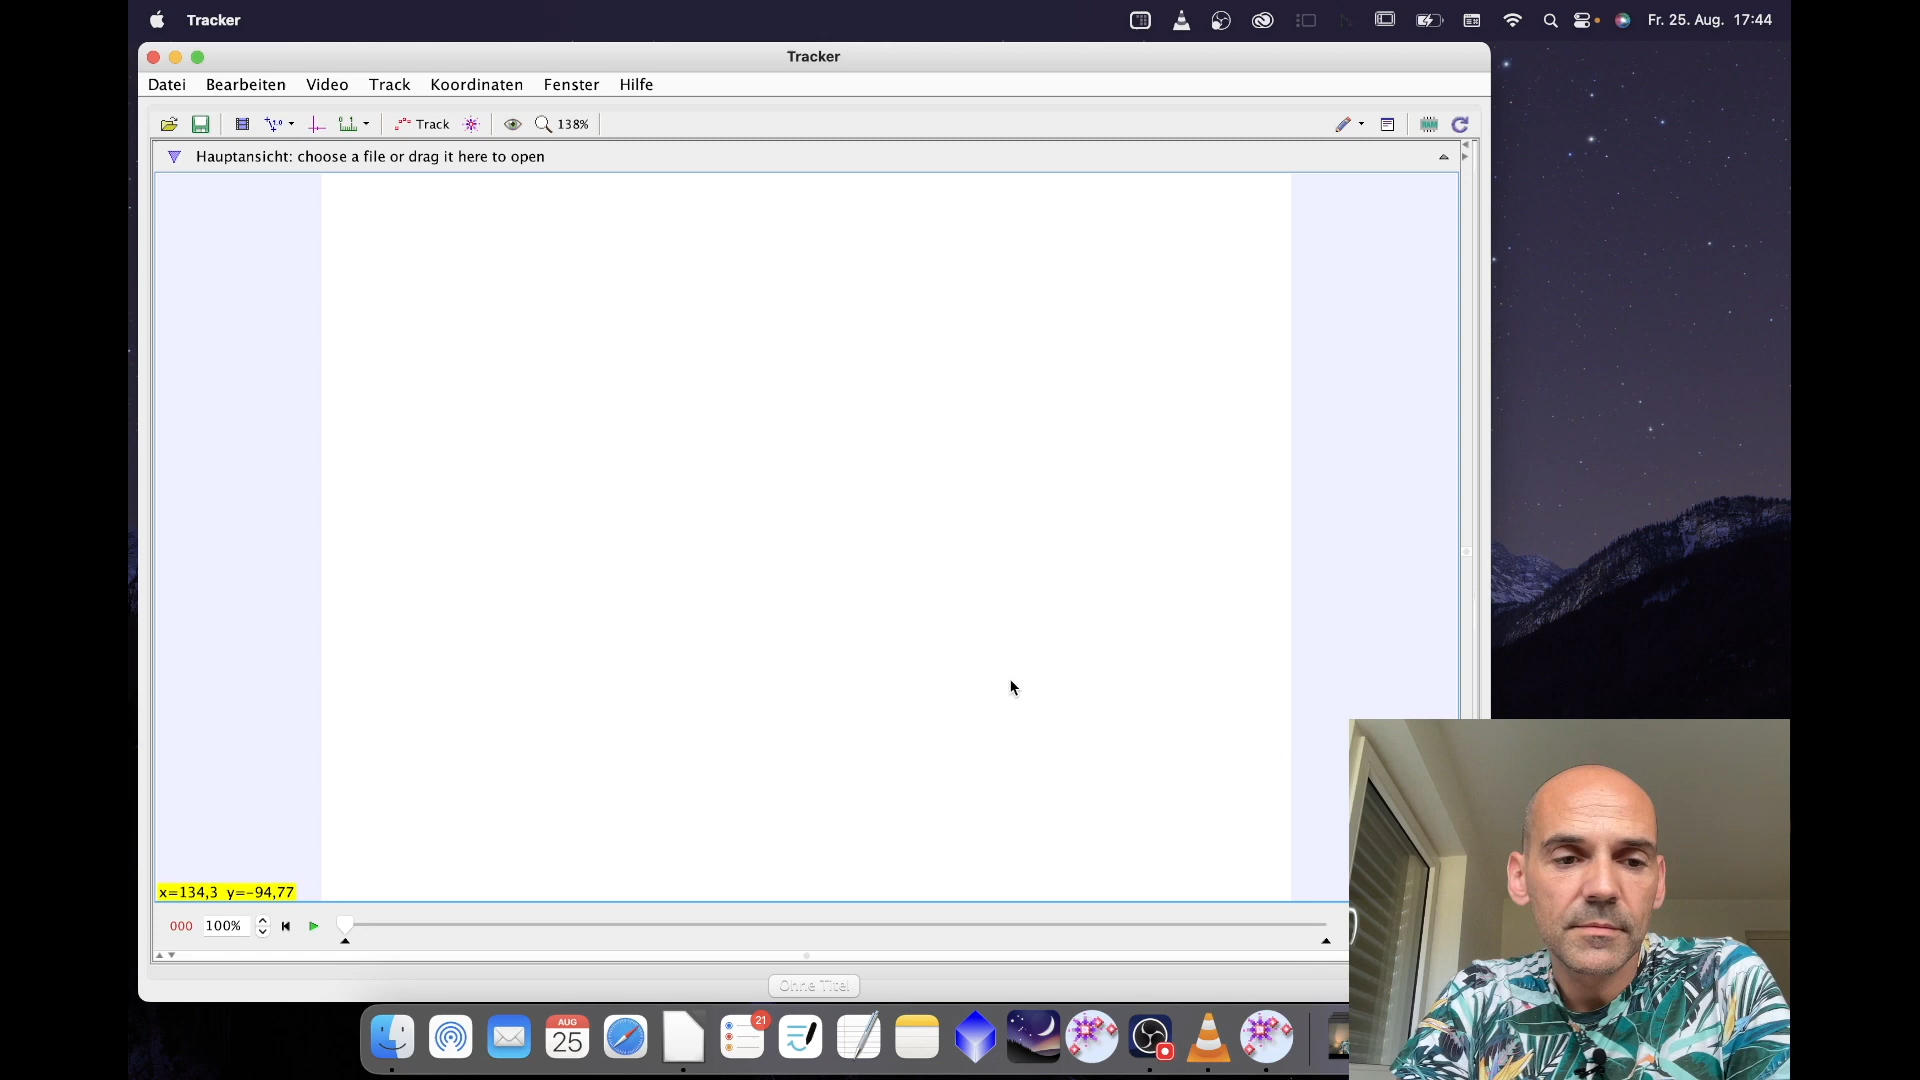 Tracker
Fr. 25. Aug. 17:44
Tracker
Datei Bearbeiten Video Track Koordinaten Fenster Hilfe
Track 138%
Hauptansicht: choose a file or drag it here to open
x=134,3 y=-94,77
000 100%
Ohne Titel
AUG
25
21